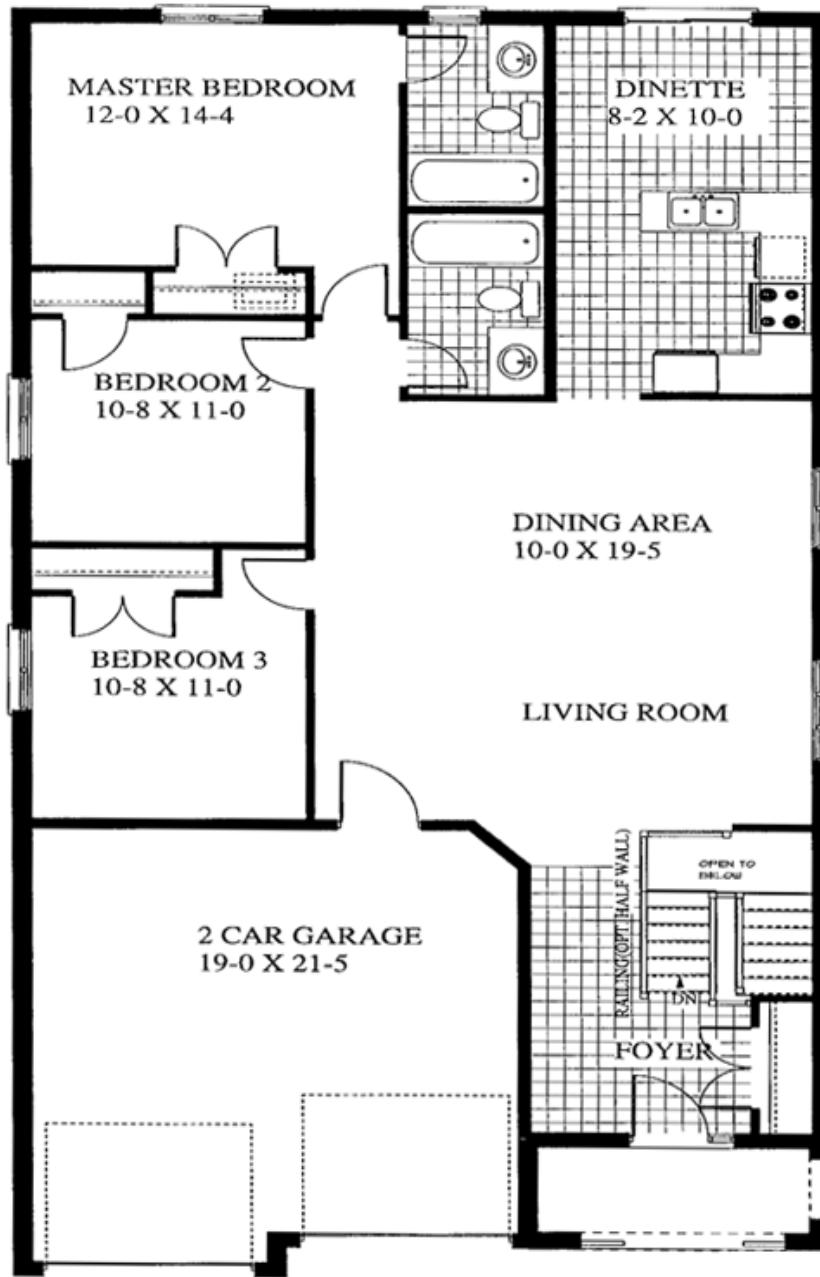 MASTER BEDROOM
12-0 X 14-4
DINETTE
8-2 X 10-0
BEDROOM 2
10-8 X 11-0
DINING AREA
10-0 X 19-5
BEDROOM 3
10-8 X 11-0
LIVING ROOM
RAILING(OPT HALF WALL)
OPEN TO
BELOW
2 CAR GARAGE
19-0 X 21-5
DN
FOYER